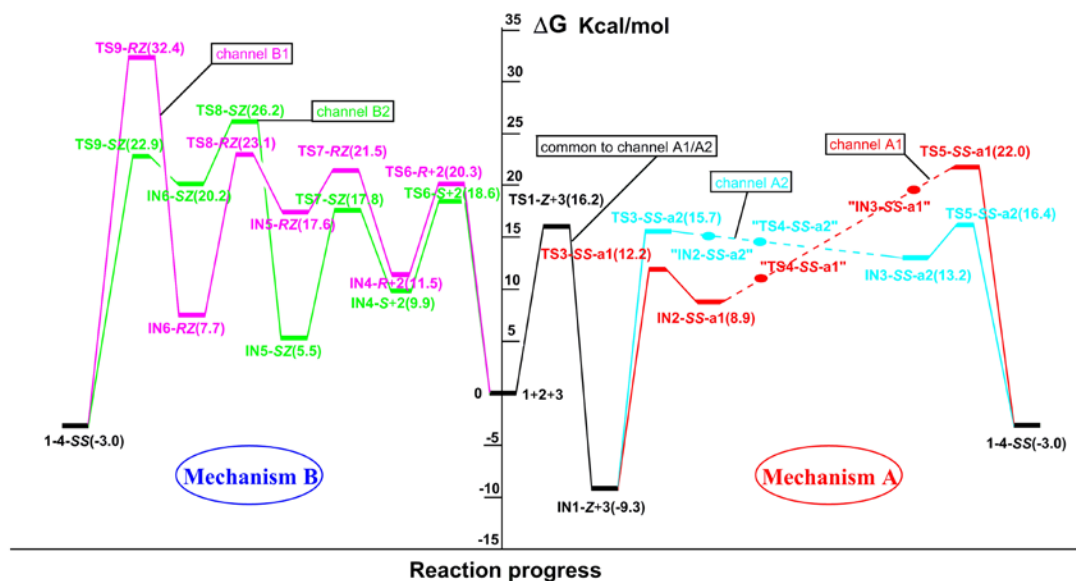 ΔG Kcal/mol
35
30
25
20
15
10
5
0
-5
-10
-15
TS9-RZ(32.4)
channel B1
TS8-SZ(26.2)
channel B2
TS9-SZ(22.9)
TS8-RZ(23.1)
TS7-RZ(21.5)
TS6-R+2(20.3)
IN6-SZ(20.2)
TS7-SZ(17.8)
TS6-S+2(18.6)
IN5-RZ(17.6)
IN4-R+2(11.5)
IN4-S+2(9.9)
IN6-RZ(7.7)
IN5-SZ(5.5)
1-4-SS(-3.0)
Mechanism B
common to channel A1/A2
channel A1
TS5-SS-a1(22.0)
channel A2
"IN3-SS-a1"
TS1-Z+3(16.2)
TS3-SS-a2(15.7)
"TS4-SS-a2"
TS5-SS-a2(16.4)
TS3-SS-a1(12.2)
"IN2-SS-a2"
"TS4-SS-a1"
IN3-SS-a2(13.2)
IN2-SS-a1(8.9)
1+2+3
1-4-SS(-3.0)
Mechanism A
IN1-Z+3(-9.3)
Reaction progress